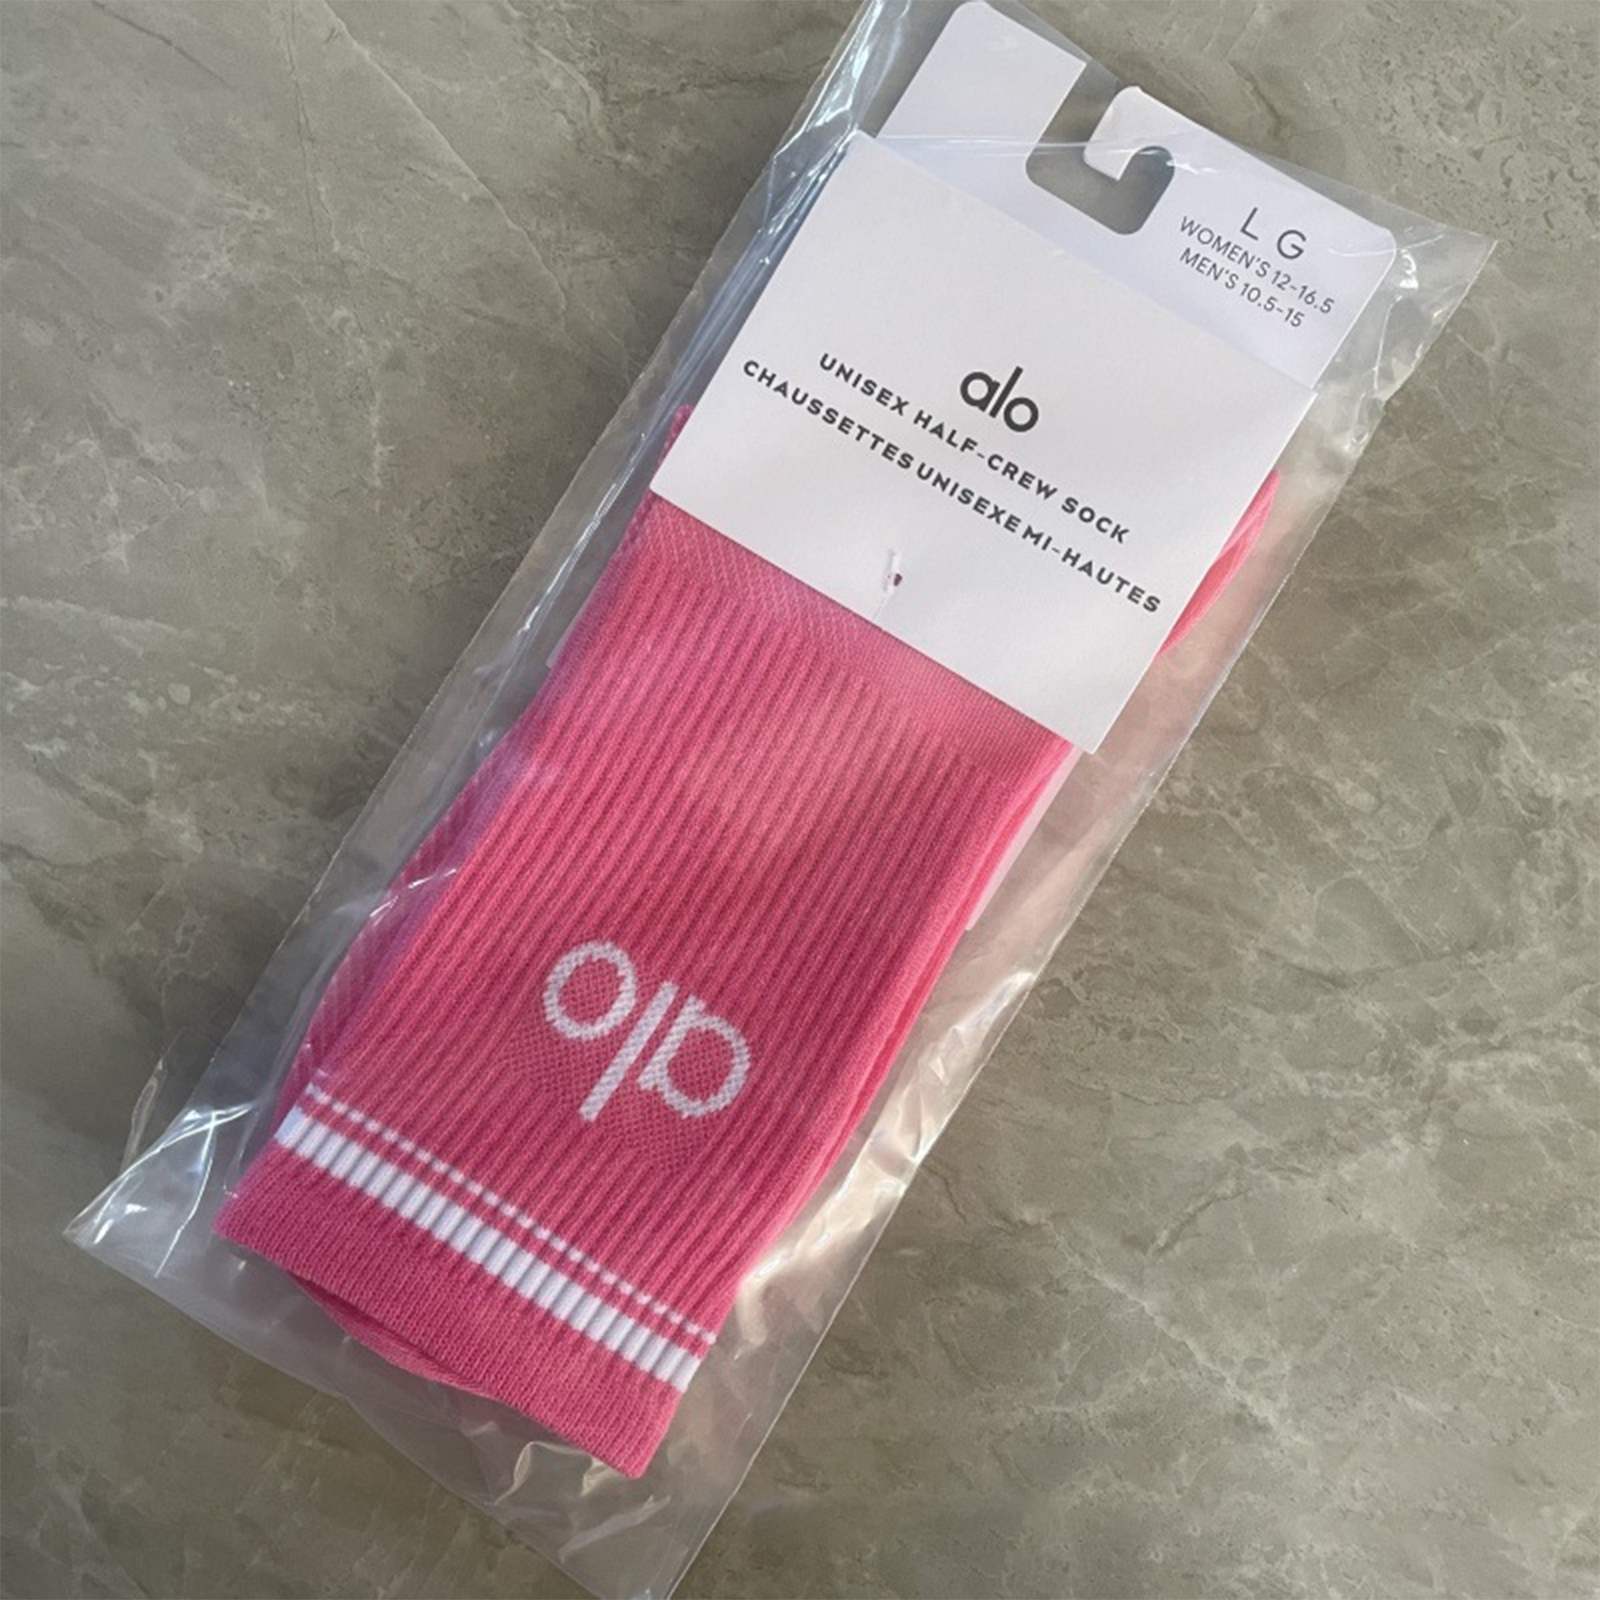 L G
WOMEN'S 12-16.5
MEN'S 10.5-15
alo
UNISEX HALF-CREW SOCK
CHAUSSETTES UNISEXE MI-HAUTES
alo